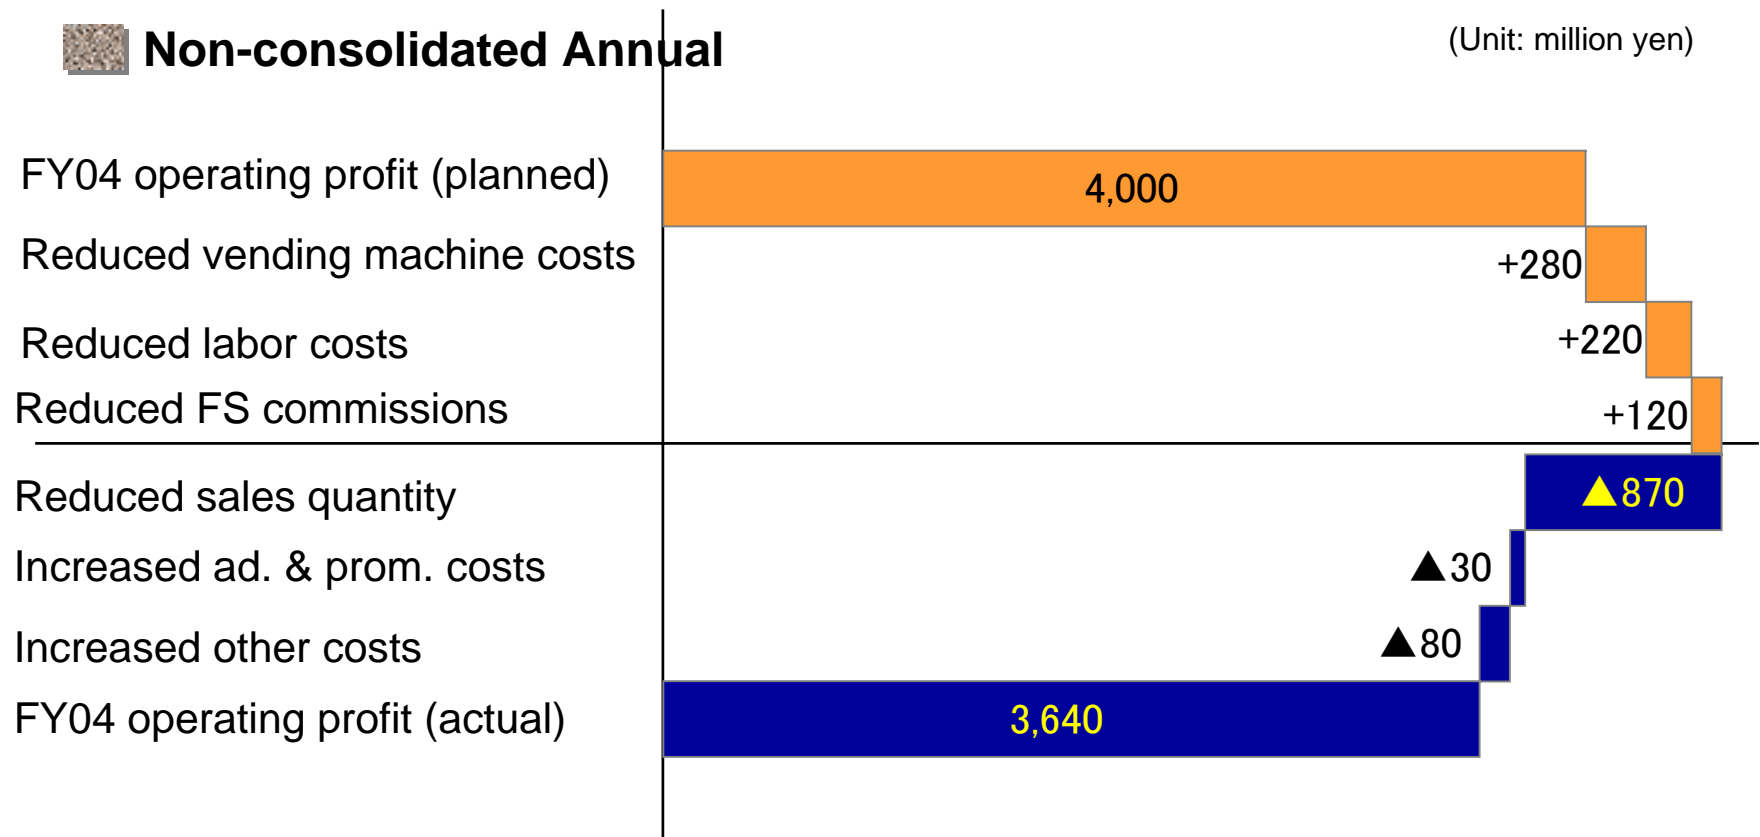 Non-consolidated Annual
(Unit: million yen)
FY04 operating profit (planned)
4,000
Reduced vending machine costs
+280
Reduced labor costs
+220
Reduced FS commissions
+120
Reduced sales quantity
▲870
Increased ad. & prom. costs
▲30
Increased other costs
▲80
FY04 operating profit (actual)
3,640